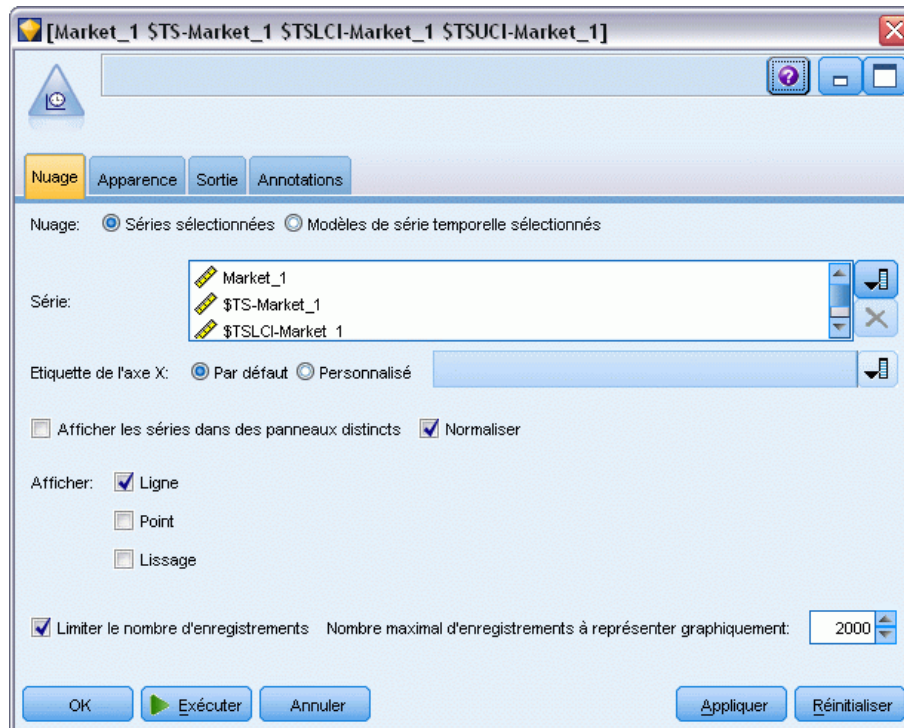 [Market_1 $TS-Market_1 $TSLCI-Market_1 $TSUCI-Market_1]
Nuage Apparence Sortie Annotations
Nuage: Séries sélectionnées Modèles de série temporelle sélectionnés
Série:
Market_1
$TS-Market_1
$TSLCI-Market_1
Etiquette de l'axe X: Par défaut Personnalisé
Afficher les séries dans des panneaux distincts Normaliser
Afficher: Ligne
Point
Lissage
Limiter le nombre d'enregistrements Nombre maximal d'enregistrements à représenter graphiquement: 2000
OK Exécuter Annuler Appliquer Réinitialiser